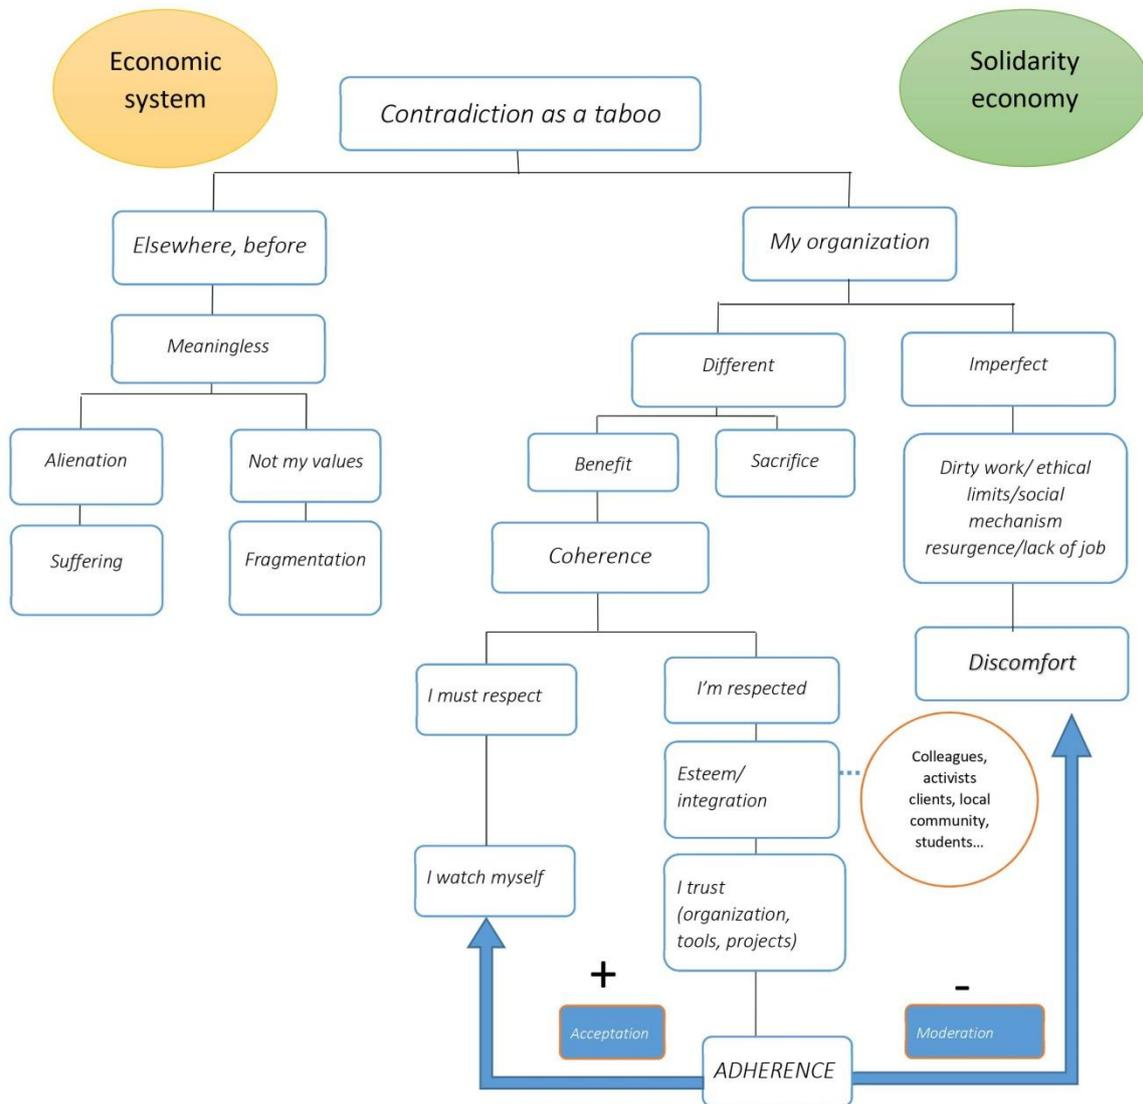 Economic
system
Solidarity
economy
Contradiction as a taboo
Elsewhere, before
My organization
Meaningless
Different
Imperfect
Alienation
Not my values
Benefit
Sacrifice
Dirty work/ ethical
limits/social
mechanism
resurgence/lack of job
Suffering
Fragmentation
Coherence
Discomfort
I must respect
I'm respected
Esteem/
integration
Colleagues,
activists
clients, local
community,
students...
I watch myself
I trust
(organization,
tools, projects)
+
-
Acceptation
Moderation
ADHERENCE